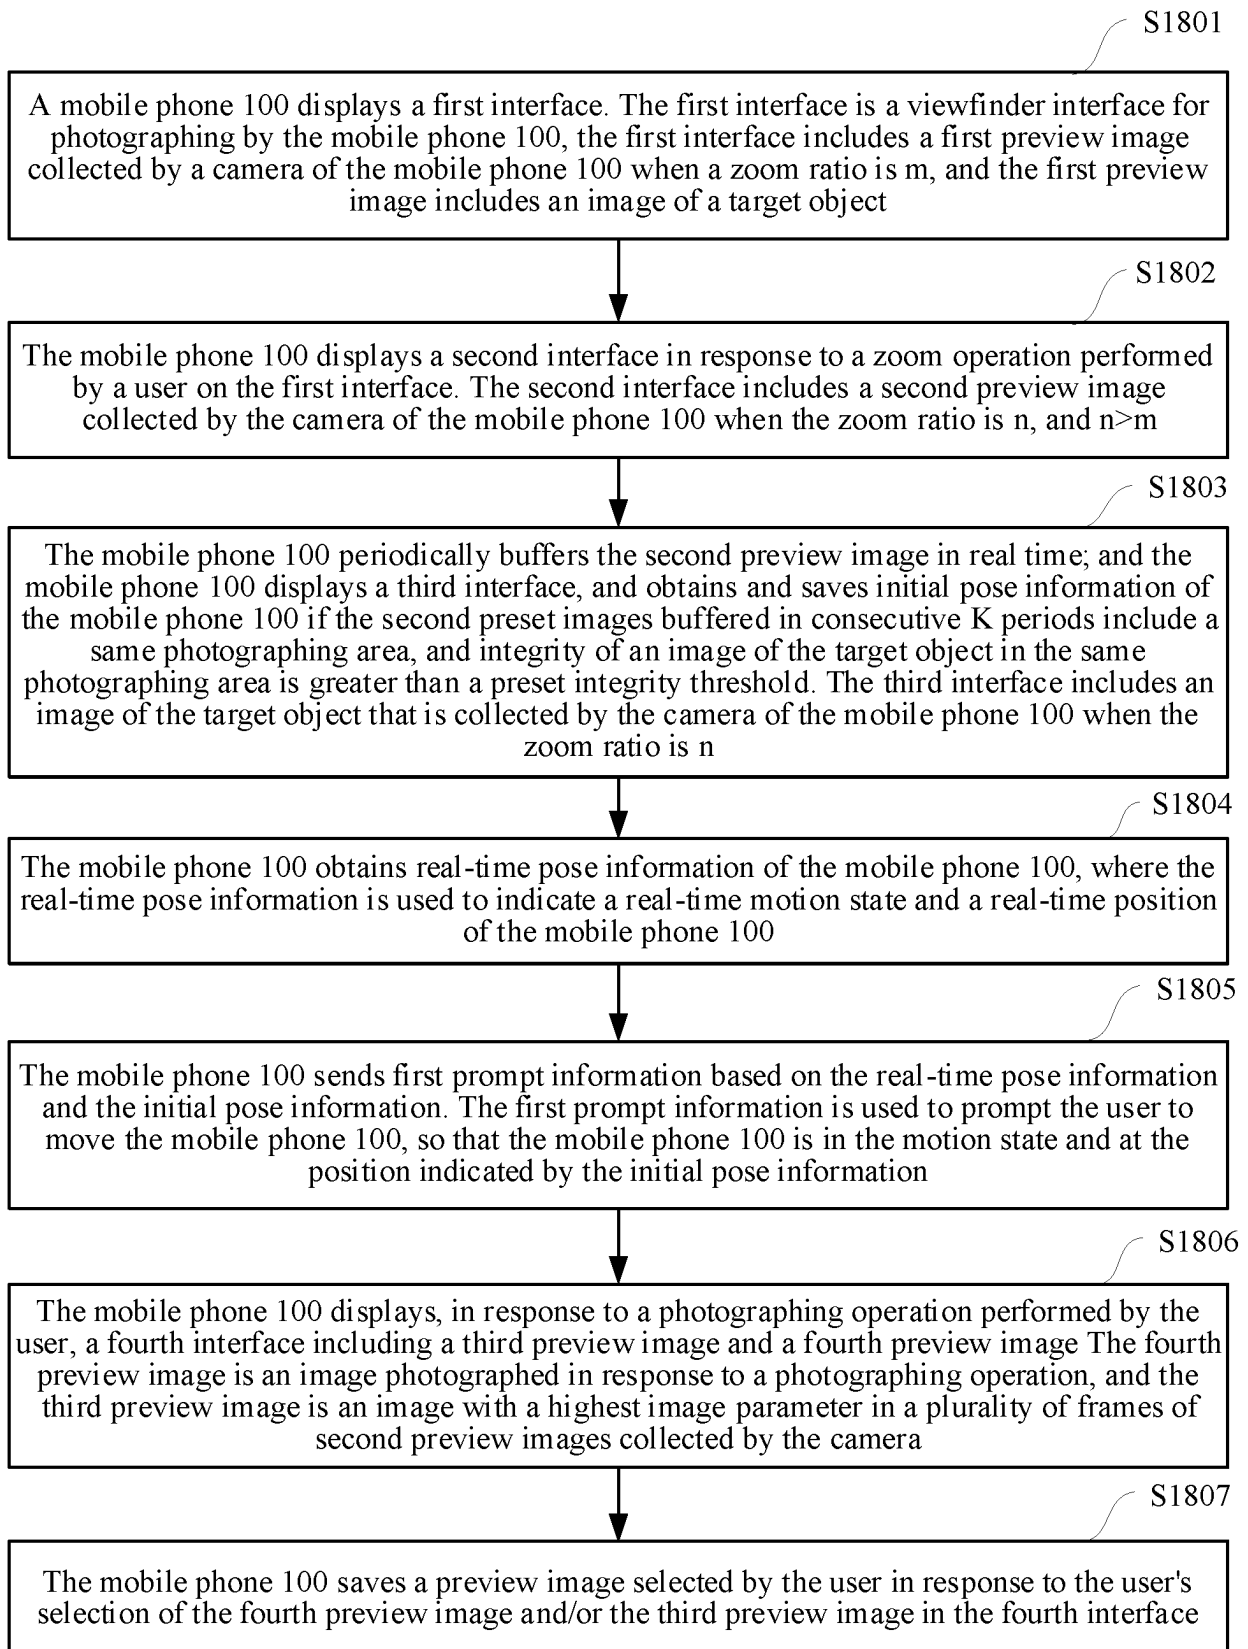 S1801
A mobile phone 100 displays a first interface. The first interface is a viewfinder interface for
photographing by the mobile phone 100, the first interface includes a first preview image
collected by a camera of the mobile phone 100 when a zoom ratio is m, and the first preview
image includes an image of a target object
S1802
The mobile phone 100 displays a second interface in response to a zoom operation performed
by a user on the first interface. The second interface includes a second preview image
collected by the camera of the mobile phone 100 when the zoom ratio is n, and n>m
S1803
The mobile phone 100 periodically buffers the second preview image in real time; and the
mobile phone 100 displays a third interface, and obtains and saves initial pose information of
the mobile phone 100 if the second preset images buffered in consecutive K periods include a
same photographing area, and integrity of an image of the target object in the same
photographing area is greater than a preset integrity threshold. The third interface includes an
image of the target object that is collected by the camera of the mobile phone 100 when the
zoom ratio is n
S1804
The mobile phone 100 obtains real-time pose information of the mobile phone 100, where the
real-time pose information is used to indicate a real-time motion state and a real-time position
of the mobile phone 100
S1805
The mobile phone 100 sends first prompt information based on the real-time pose information
and the initial pose information. The first prompt information is used to prompt the user to
move the mobile phone 100, so that the mobile phone 100 is in the motion state and at the
position indicated by the initial pose information
S1806
The mobile phone 100 displays, in response to a photographing operation performed by the
user, a fourth interface including a third preview image and a fourth preview image The fourth
preview image is an image photographed in response to a photographing operation, and the
third preview image is an image with a highest image parameter in a plurality of frames of
second preview images collected by the camera
S1807
The mobile phone 100 saves a preview image selected by the user in response to the user's
selection of the fourth preview image and/or the third preview image in the fourth interface